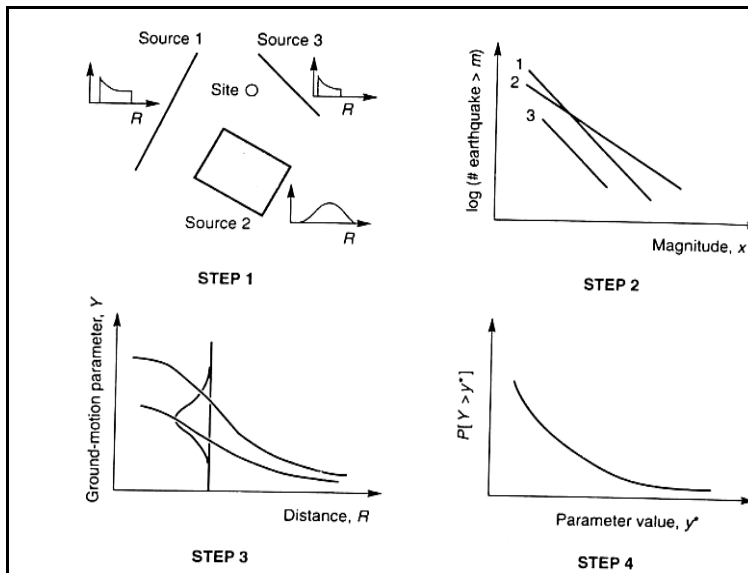 Source 1
Source 3
Site
R
R
Source 2
R
STEP 1
log (# earthquake > m)
1
2
3
Magnitude, x
STEP 2
Ground-motion parameter, Y
Distance, R
STEP 3
P[Y > y*]
Parameter value, y*
STEP 4